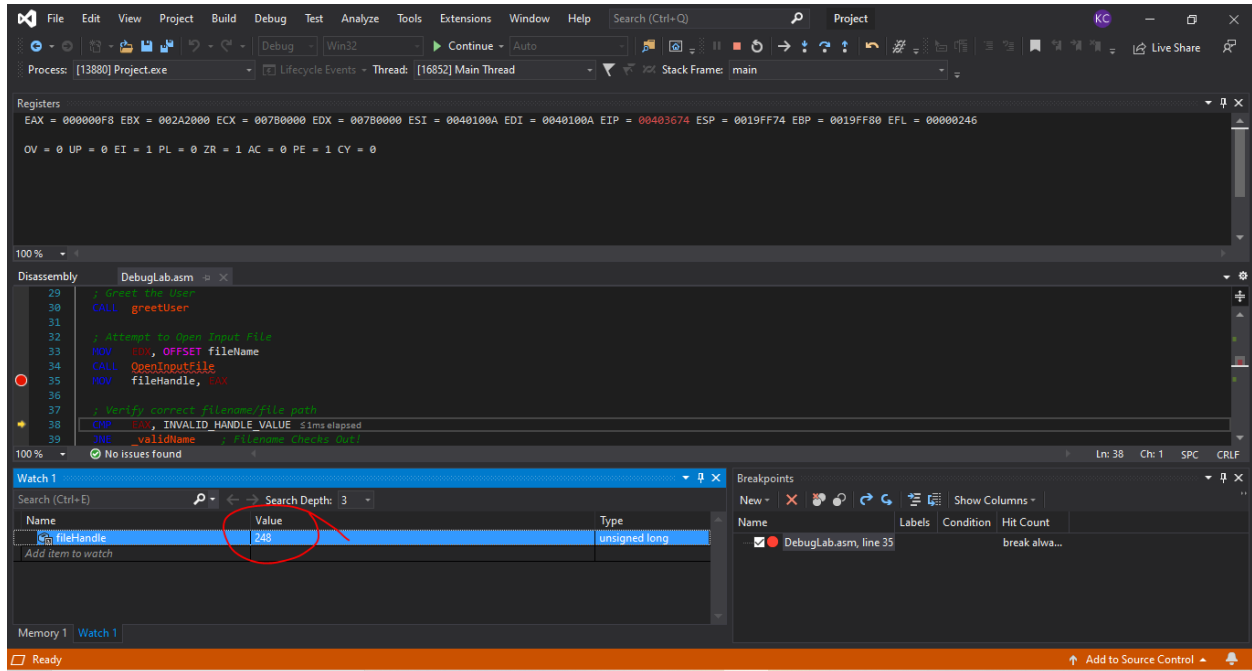 File Edit View Project Build Debug Test Analyze Tools Extensions Window Help Search (Ctrl+Q) Project KC
Debug Win32 Continue Auto Live Share
Process: [13880] Project.exe Lifecycle Events Thread: [16852] Main Thread Stack Frame: main
Registers
EAX = 000000F8 EBX = 002A2000 ECX = 007B0000 EDX = 007B0000 ESI = 0040100A EDI = 0040100A EIP = 00403674 ESP = 0019FF74 EBP = 0019FF80 EFL = 00000246
OV = 0 UP = 0 EI = 1 PL = 0 ZR = 1 AC = 0 PE = 1 CY = 0
100 %
Disassembly DebugLab.asm
29 ; Greet the User
30 CALL greetUser
31
32 ; Attempt to Open Input File
33 MOV EDX, OFFSET fileName
34 CALL OpenInputFile
35 MOV fileHandle, EAX
36
37 ; Verify correct filename/file path
38 CMP EAX, INVALID_HANDLE_VALUE ≤1ms elapsed
39 JNE _validName ; Filename Checks Out!
100 % No issues found Ln: 38 Ch: 1 SPC CRLF
Watch 1
Search (Ctrl+E) Search Depth: 3
Name Value Type
fileHandle 248 unsigned long
Add item to watch
Memory 1 Watch 1
Breakpoints
New Show Columns
Name Labels Condition Hit Count
DebugLab.asm, line 35 break alwa...
Ready Add to Source Control